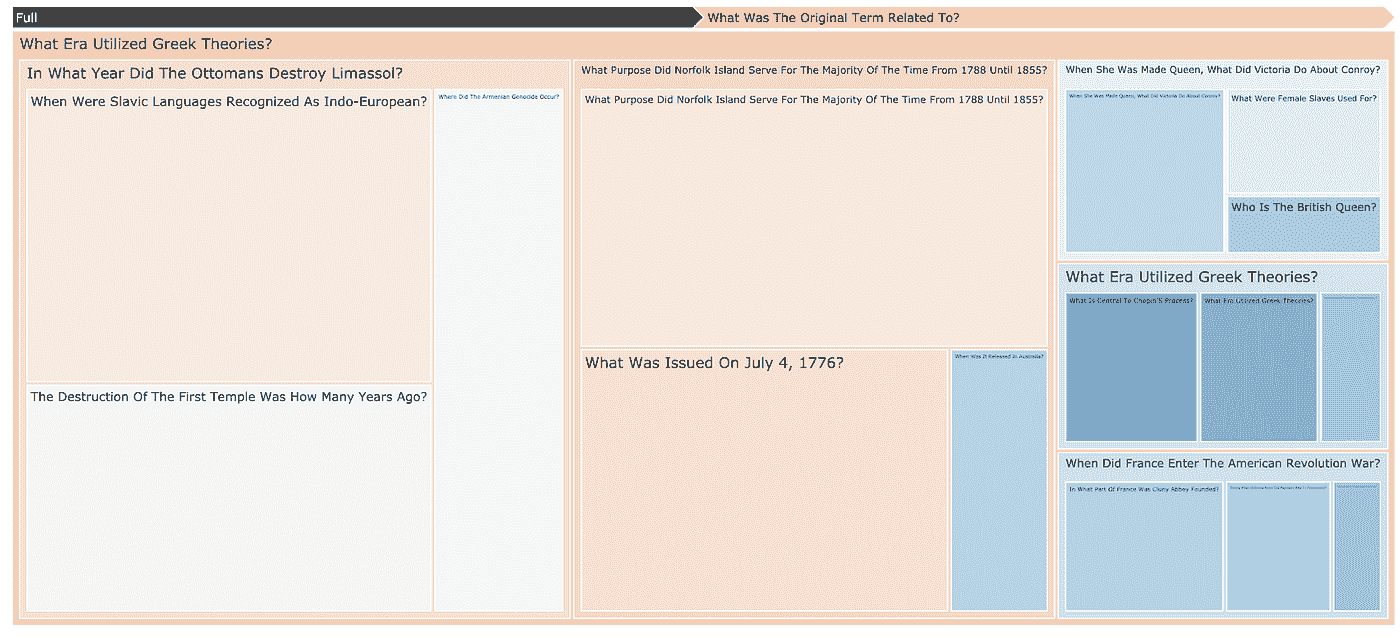 Full
What Was The Original Term Related To?
What Era Utilized Greek Theories?
In What Year Did The Ottomans Destroy Limassol?
When Were Slavic Languages Recognized As Indo-European?
Where Did The Armenian Genocide Occur?
The Destruction Of The First Temple Was How Many Years Ago?
What Purpose Did Norfolk Island Serve For The Majority Of The Time From 1788 Until 1855?
What Purpose Did Norfolk Island Serve For The Majority Of The Time From 1788 Until 1855?
What Was Issued On July 4, 1776?
When Was It Released In Australia?
When She Was Made Queen, What Did Victoria Do About Conroy?
When She Was Made Queen, What Did Victoria Do About Conroy?
What Were Female Slaves Used For?
Who Is The British Queen?
What Era Utilized Greek Theories?
What Is Central To Chopin'S Process?
What Era Utilized Greek Theories?
When Did France Enter The American Revolution War?
In What Part Of France Was Cluny Abbey Founded?